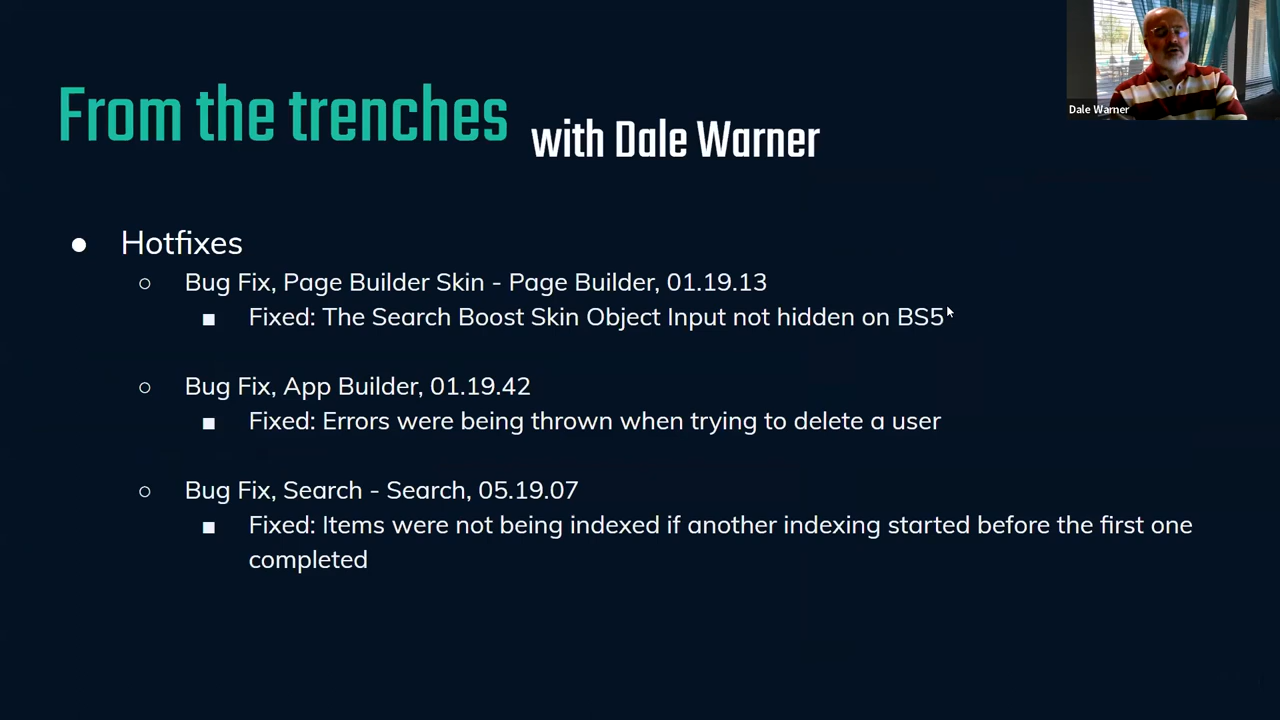 From the trenches with Dale Warner
Dale Warner
● Hotfixes
○ Bug Fix, Page Builder Skin - Page Builder, 01.19.13
■ Fixed: The Search Boost Skin Object Input not hidden on BS5
○ Bug Fix, App Builder, 01.19.42
■ Fixed: Errors were being thrown when trying to delete a user
○ Bug Fix, Search - Search, 05.19.07
■ Fixed: Items were not being indexed if another indexing started before the first one
completed